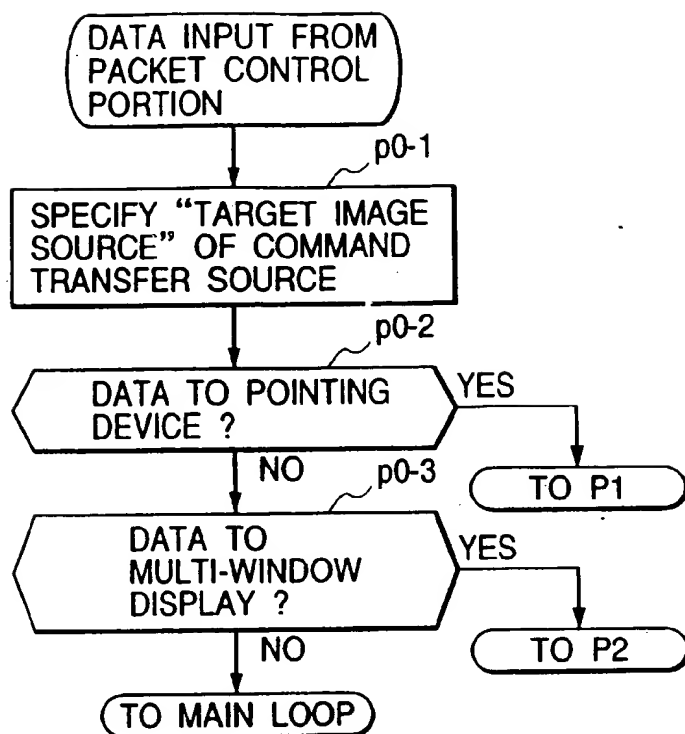 DATA INPUT FROM
PACKET CONTROL
PORTION
p0-1
SPECIFY “TARGET IMAGE
SOURCE” OF COMMAND
TRANSFER SOURCE
p0-2
DATA TO POINTING
DEVICE ?
YES
NO
TO P1
p0-3
DATA TO
MULTI-WINDOW
DISPLAY ?
YES
NO
TO P2
TO MAIN LOOP